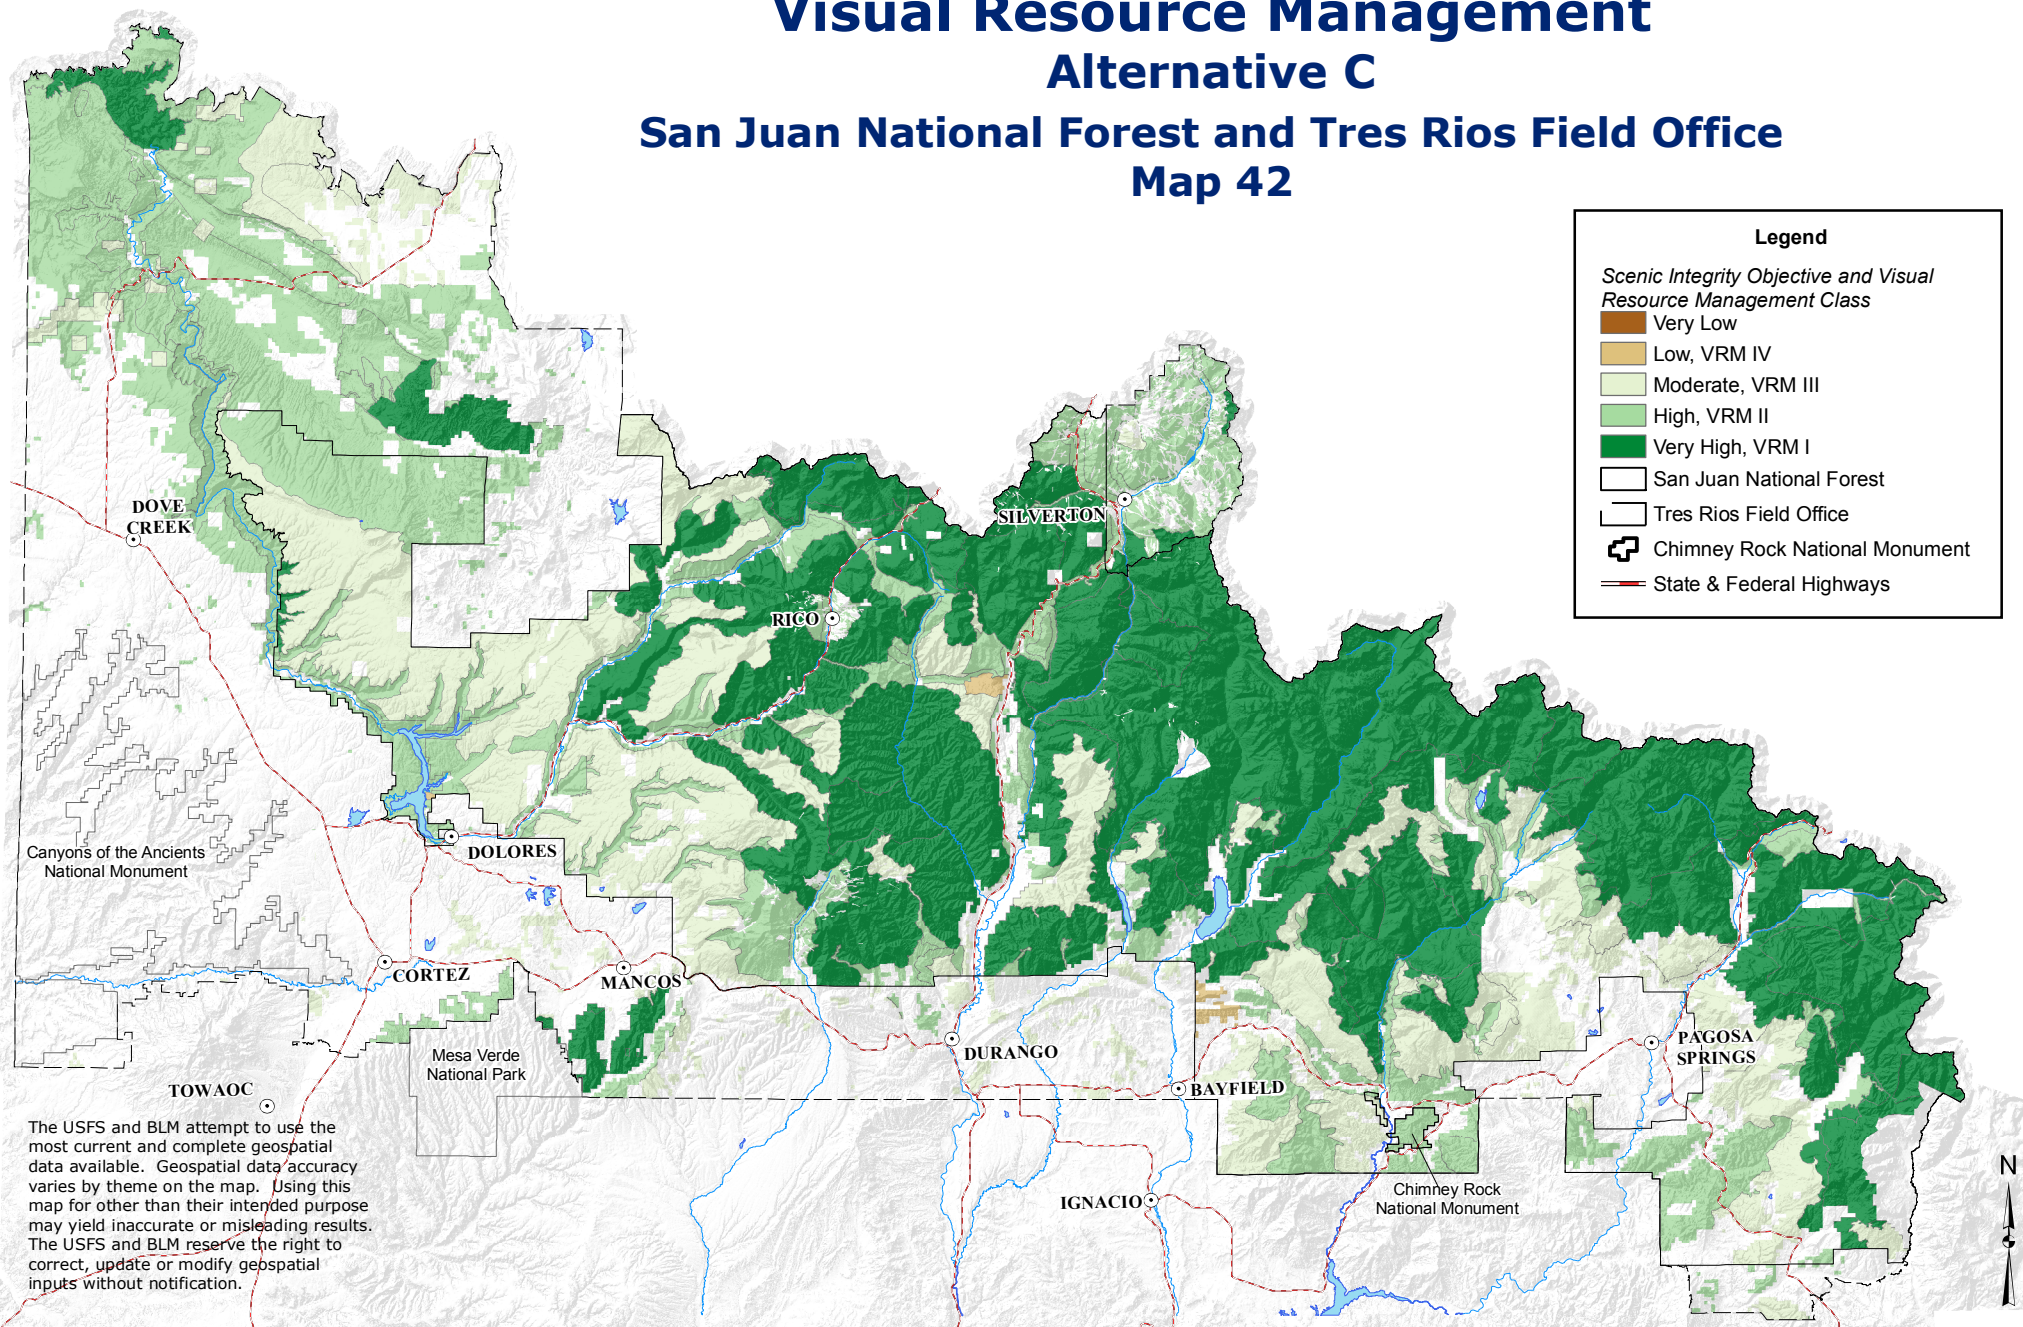 Visual Resource Management
Alternative C
San Juan National Forest and Tres Rios Field Office
Map 42
Legend
Scenic Integrity Objective and Visual
Resource Management Class
Very Low
Low, VRM IV
Moderate, VRM III
High, VRM II
Very High, VRM I
San Juan National Forest
Tres Rios Field Office
Chimney Rock National Monument
State & Federal Highways
DOVE
CREEK
SILVERTON
RICO
DOLORES
Canyons of the Ancients
National Monument
CORTEZ
MANCOS
Mesa Verde
National Park
DURANGO
PAGOSA
SPRINGS
TOWAOC
BAYFIELD
IGNACIO
Chimney Rock
National Monument
The USFS and BLM attempt to use the
most current and complete geospatial
data available.  Geospatial data accuracy
varies by theme on the map.  Using this
map for other than their intended purpose
may yield inaccurate or misleading results.
The USFS and BLM reserve the right to
correct, update or modify geospatial
inputs without notification.
N